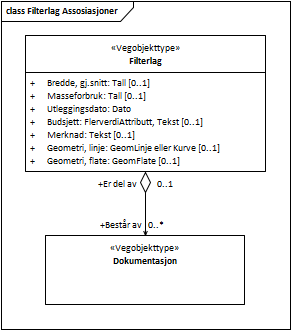 class Filterlag Assosiasjoner
«Vegobjekttype»
Filterlag
+ Bredde, gj.snitt: Tall [0..1]
+ Masseforbruk: Tall [0..1]
+ Utleggingsdato: Dato
+ Budsjett: FlerverdiAttributt, Tekst [0..1]
+ Merknad: Tekst [0..1]
+ Geometri, linje: GeomLinje eller Kurve [0..1]
+ Geometri, flate: GeomFlate [0..1]
+Er del av 0..1
+Består av 0..*
«Vegobjekttype»
Dokumentasjon